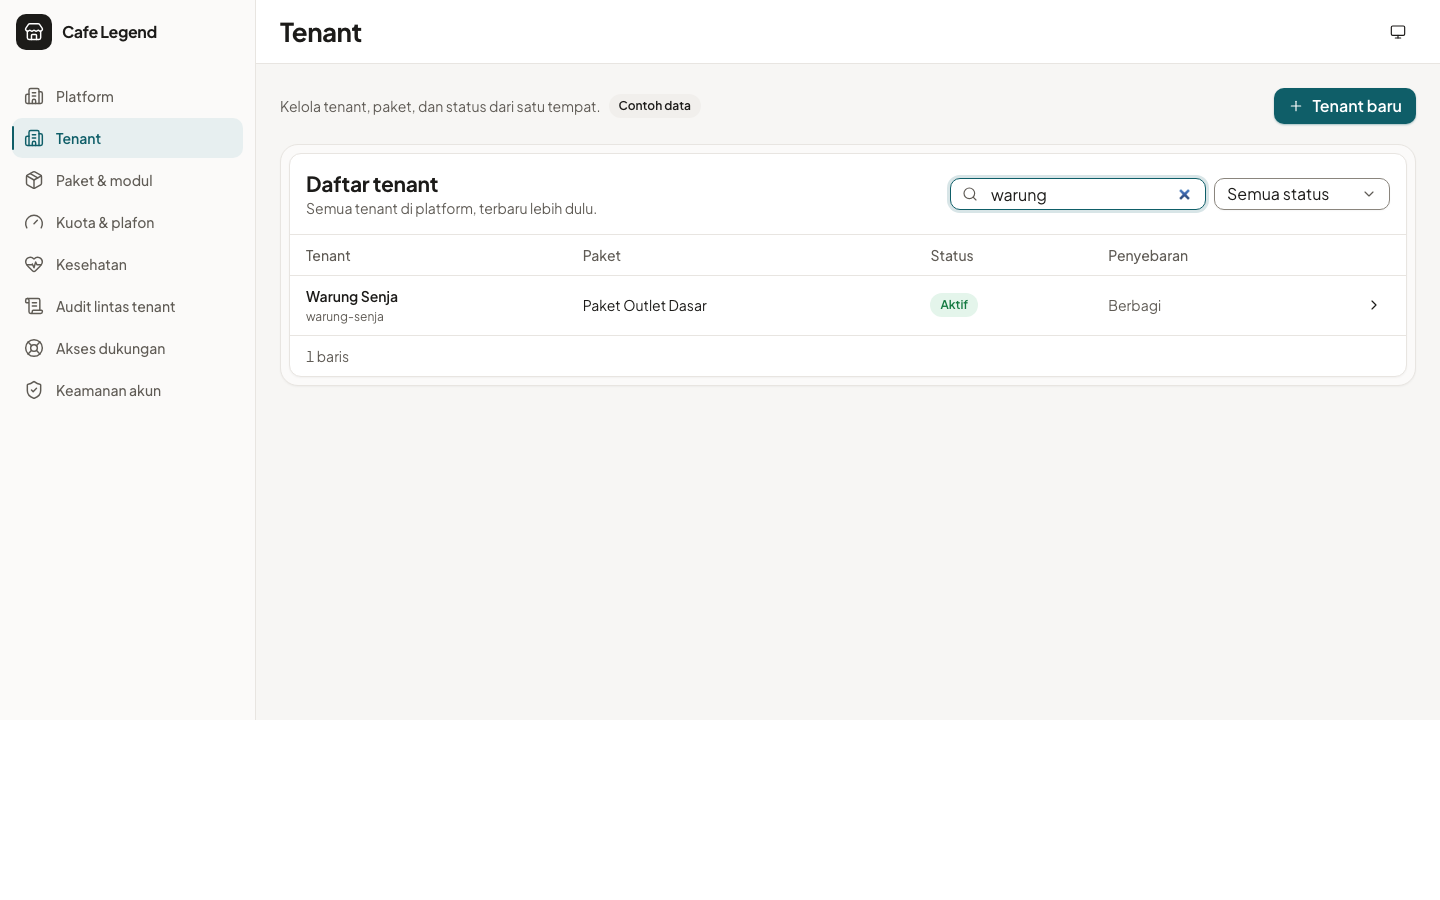 Cafe Legend
Platform
Tenant
Paket & modul
Kuota & plafon
Kesehatan
Audit lintas tenant
Akses dukungan
Keamanan akun
Tenant
Kelola tenant, paket, dan status dari satu tempat. Contoh data
Tenant baru
Daftar tenant
Semua tenant di platform, terbaru lebih dulu.
warung
Semua status
Tenant Paket Status Penyebaran
Warung Senja
warung-senja
Paket Outlet Dasar
Aktif
Berbagi
1 baris